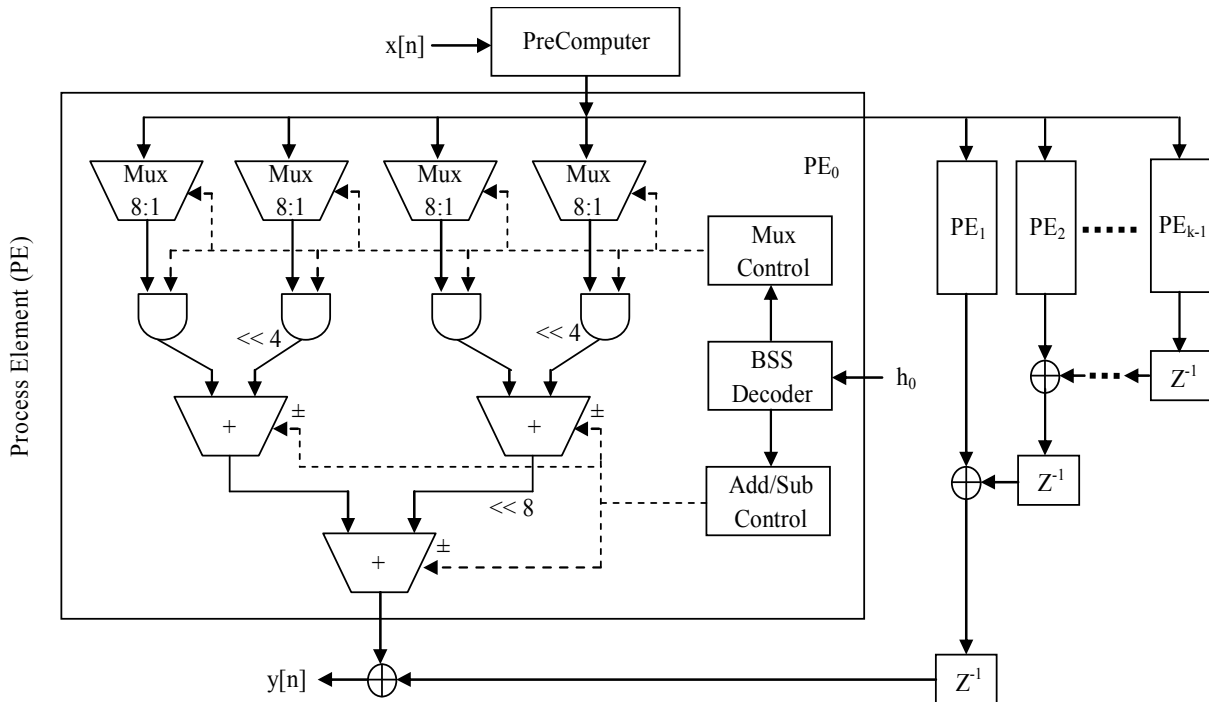 PreComputer
x[n]
Process Element (PE)
PE₀
Mux
8:1
Mux
8:1
Mux
8:1
Mux
8:1
Mux
Control
PE₁
PE₂
PEₖ₋₁
<< 4
<< 4
BSS
Decoder
h₀
Z⁻¹
+
±
+
±
Add/Sub
Control
Z⁻¹
<< 8
+
±
y[n]
Z⁻¹